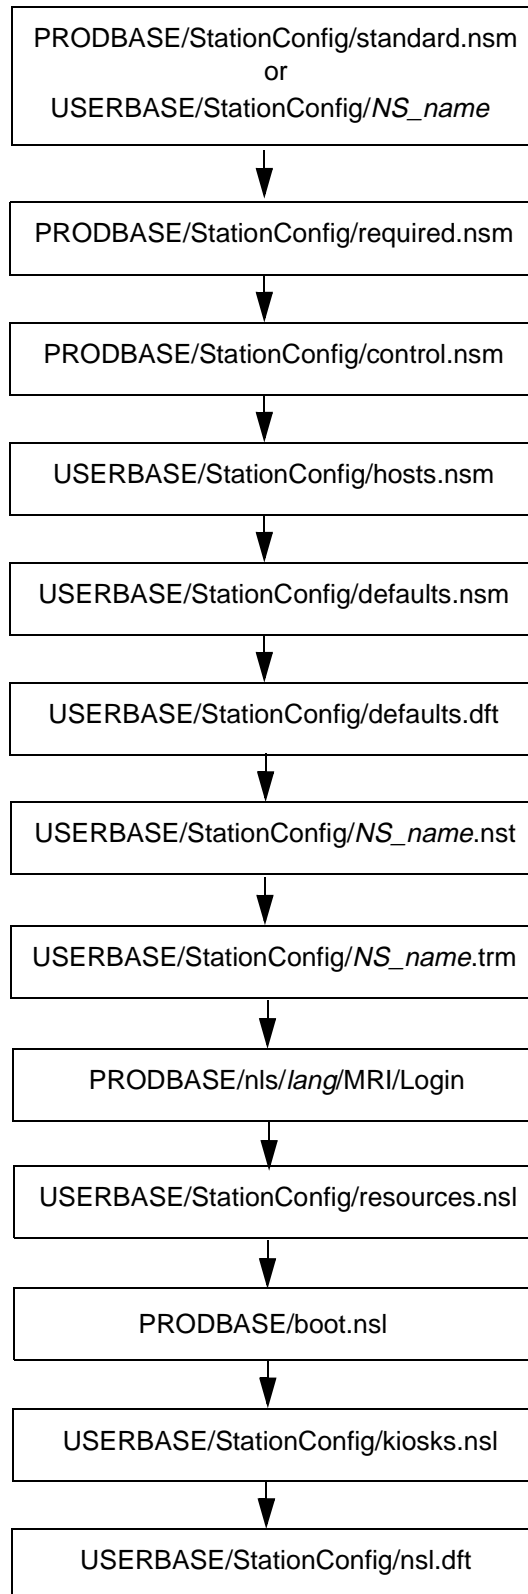 PRODBASE/StationConfig/standard.nsm
or
USERBASE/StationConfig/NS_name
PRODBASE/StationConfig/required.nsm
PRODBASE/StationConfig/control.nsm
USERBASE/StationConfig/hosts.nsm
USERBASE/StationConfig/defaults.nsm
USERBASE/StationConfig/defaults.dft
USERBASE/StationConfig/NS_name.nst
USERBASE/StationConfig/NS_name.trm
PRODBASE/nls/lang/MRI/Login
USERBASE/StationConfig/resources.nsl
PRODBASE/boot.nsl
USERBASE/StationConfig/kiosks.nsl
USERBASE/StationConfig/nsl.dft